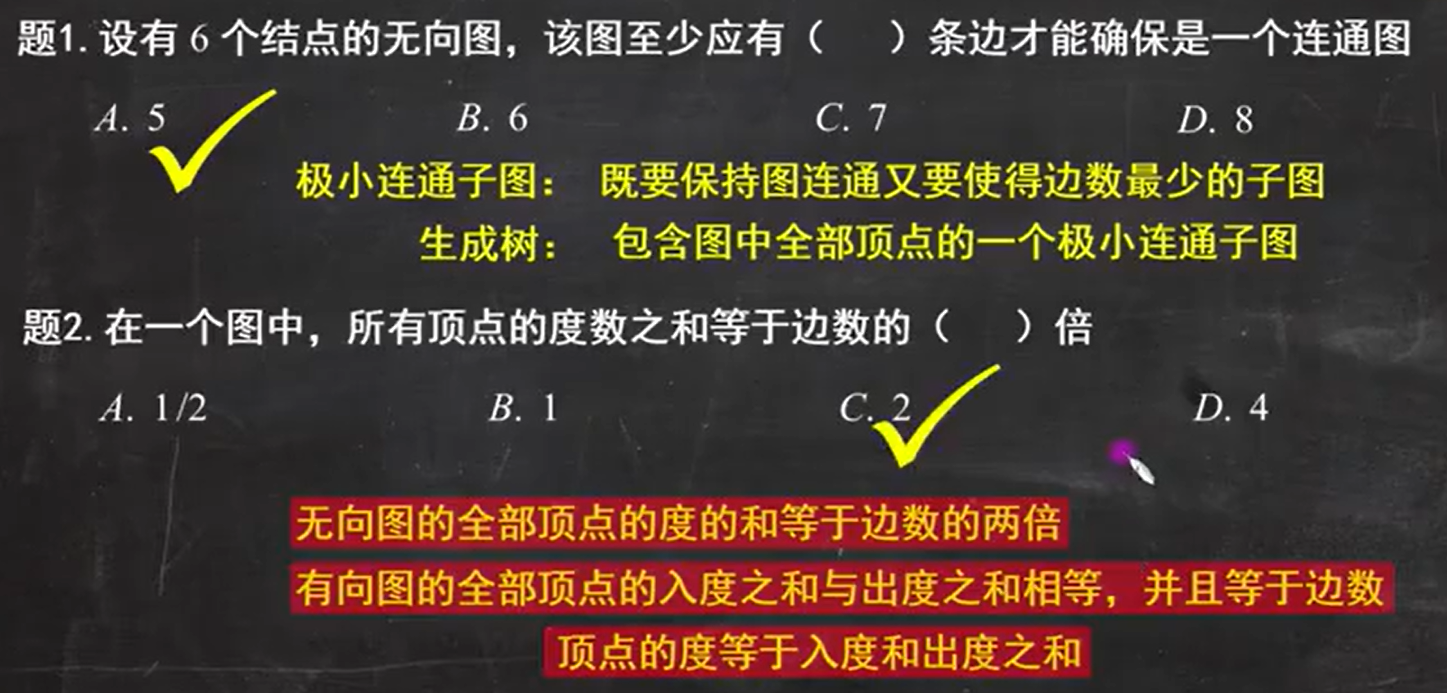 题1. 设有 6 个结点的无向图，该图至少应有（ ）条边才能确保是一个连通图
A. 5 B. 6 C. 7 D. 8
极小连通子图： 既要保持图连通又要使得边数最少的子图
生成树： 包含图中全部顶点的一个极小连通子图
题2. 在一个图中，所有顶点的度数之和等于边数的（ ）倍
A. 1/2 B. 1 C. 2 D. 4
无向图的全部顶点的度的和等于边数的两倍
有向图的全部顶点的入度之和与出度之和相等，并且等于边数
顶点的度等于入度和出度之和